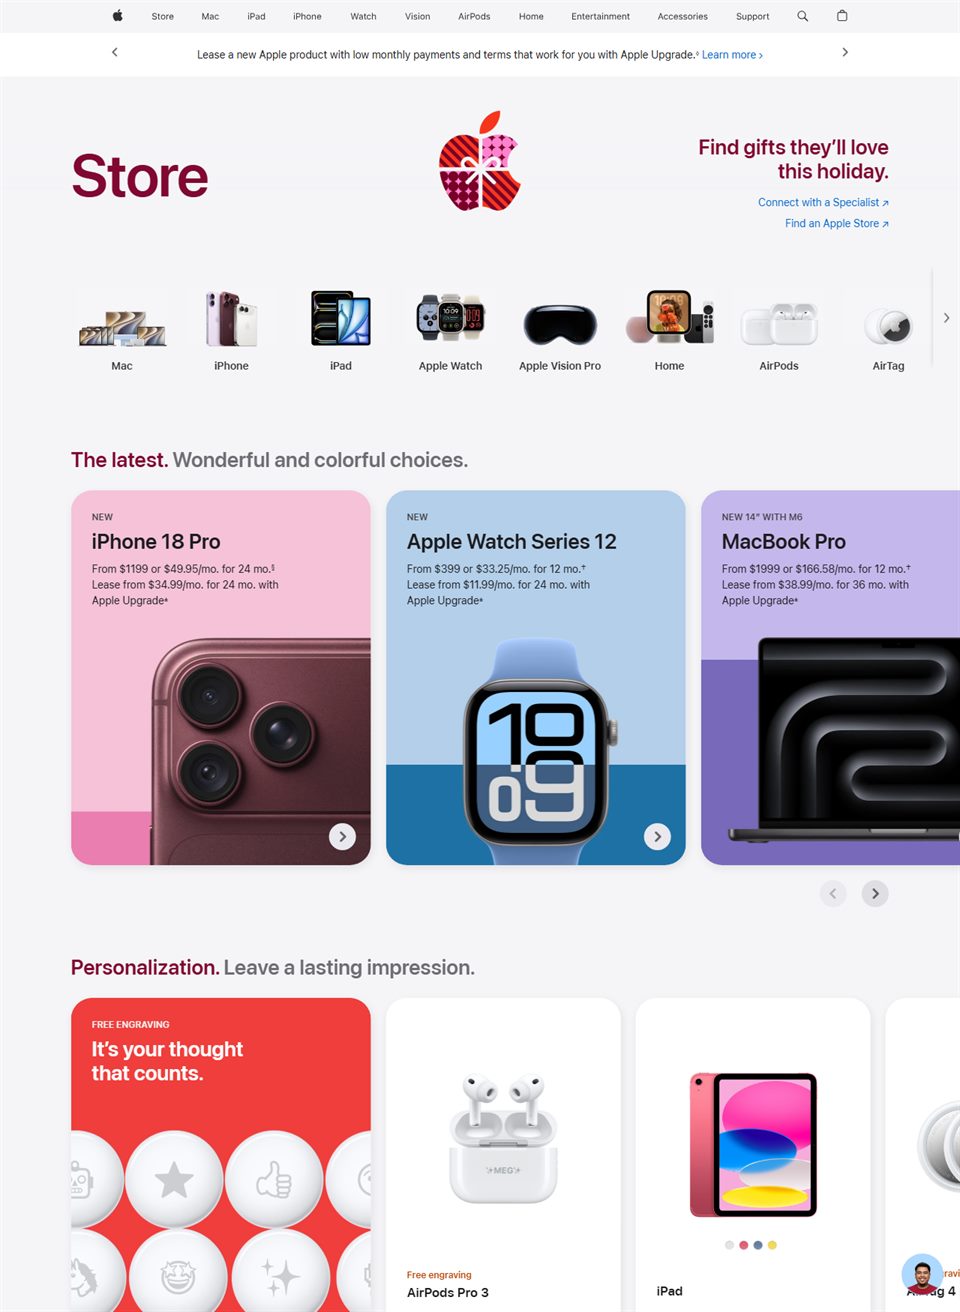 Store
Mac
iPad
iPhone
Watch
Vision
AirPods
Home
Entertainment
Accessories
Support
Lease a new Apple product with low monthly payments and terms that work for you with Apple Upgrade.◊ Learn more ›
Store
Find gifts they’ll love
this holiday.
Connect with a Specialist ↗
Find an Apple Store ↗
Mac
iPhone
iPad
Apple Watch
Apple Vision Pro
Home
AirPods
AirTag
The latest. Wonderful and colorful choices.
NEW
iPhone 18 Pro
From $1199 or $49.95/mo. for 24 mo.§
Lease from $34.99/mo. for 24 mo. with
Apple Upgrade
NEW
Apple Watch Series 12
From $399 or $33.25/mo. for 12 mo.†
Lease from $11.99/mo. for 24 mo. with
Apple Upgrade
10
09
NEW 14” WITH M6
MacBook Pro
From $1999 or $166.58/mo. for 12 mo.†
Lease from $38.99/mo. for 36 mo. with
Apple Upgrade
Personalization. Leave a lasting impression.
FREE ENGRAVING
It’s your thought
that counts.
MEG
Free engraving
AirPods Pro 3
iPad